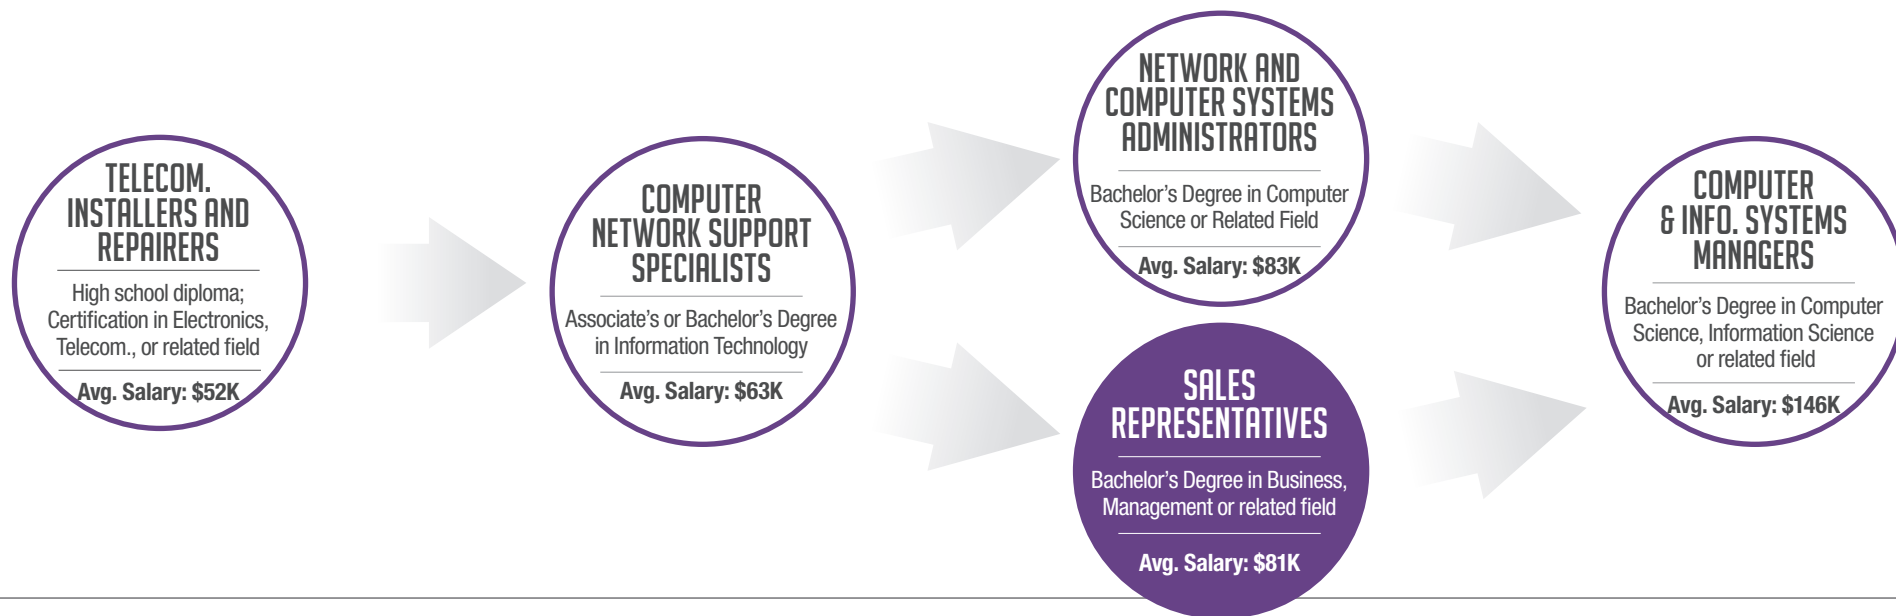 TELECOM.
INSTALLERS AND
REPAIRERS
High school diploma;
Certification in Electronics,
Telecom., or related field
Avg. Salary: $52K
COMPUTER
NETWORK SUPPORT
SPECIALISTS
Associate's or Bachelor's Degree
in Information Technology
Avg. Salary: $63K
NETWORK AND
COMPUTER SYSTEMS
ADMINISTRATORS
Bachelor's Degree in Computer
Science or Related Field
Avg. Salary: $83K
SALES
REPRESENTATIVES
Bachelor's Degree in Business,
Management or related field
Avg. Salary: $81K
COMPUTER
& INFO. SYSTEMS
MANAGERS
Bachelor's Degree in Computer
Science, Information Science
or related field
Avg. Salary: $146K